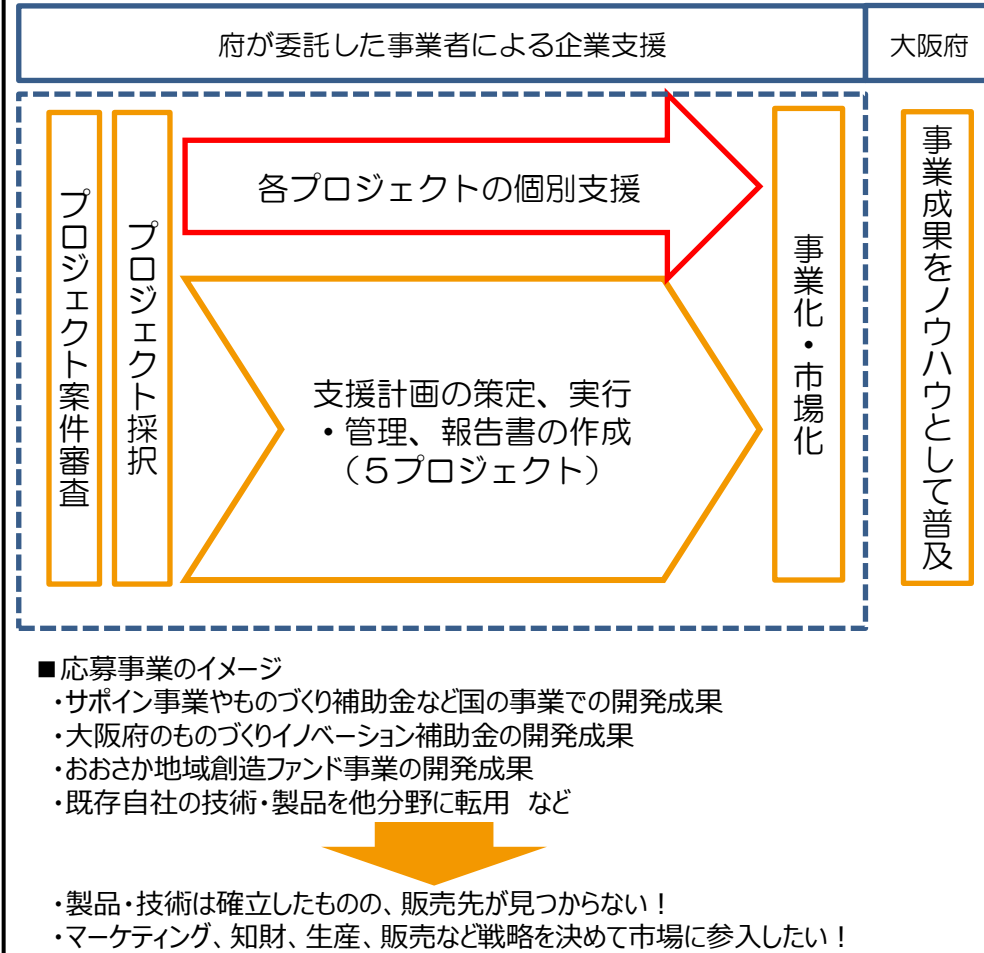 府が委託した事業者による企業支援
大阪府
プロジェクト案件審査
プロジェクト採択
各プロジェクトの個別支援
支援計画の策定、実行
・管理、報告書の作成
（５プロジェクト）
事業化・市場化
事業成果をノウハウとして普及
■応募事業のイメージ
・サポイン事業やものづくり補助金など国の事業での開発成果
・大阪府のものづくりイノベーション補助金の開発成果
・おおさか地域創造ファンド事業の開発成果
・既存自社の技術・製品を他分野に転用　など
・製品・技術は確立したものの、販売先が見つからない！
・マーケティング、知財、生産、販売など戦略を決めて市場に参入したい！